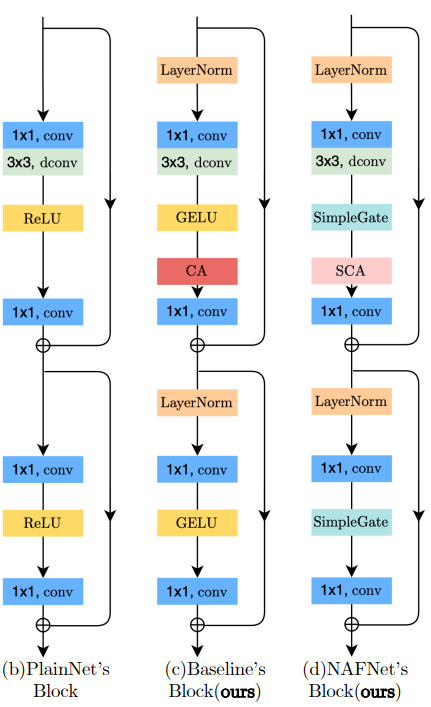 1x1, conv
3x3, dconv
ReLU
1x1, conv
1x1, conv
ReLU
1x1, conv
(b)PlainNet's
Block
LayerNorm
1x1, conv
3x3, dconv
GELU
CA
1x1, conv
LayerNorm
1x1, conv
GELU
1x1, conv
(c)Baseline's
Block(ours)
LayerNorm
1x1, conv
3x3, dconv
SimpleGate
SCA
1x1, conv
LayerNorm
1x1, conv
SimpleGate
1x1, conv
(d)NAFNet's
Block(ours)